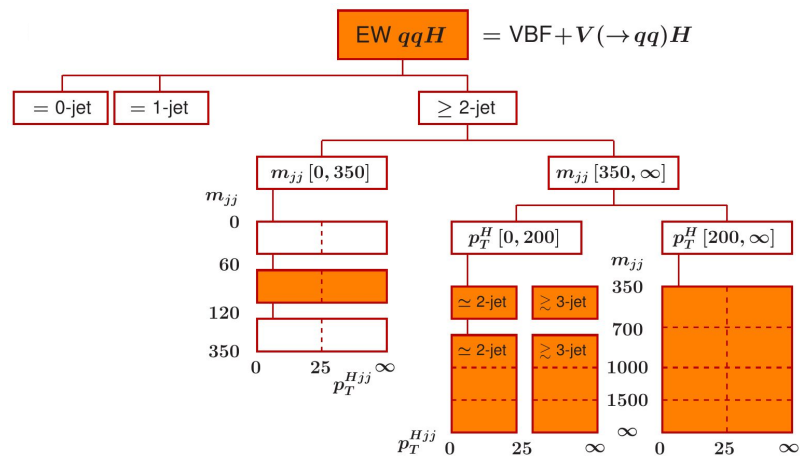 EW qqH = VBF+V(→qq)H
= 0-jet = 1-jet ≥ 2-jet
m_jj [0, 350] m_jj [350, ∞]
m_jj
0
60
120
350
0 25 ∞
p_T^Hjj
p_T^H [0, 200] p_T^H [200, ∞]
m_jj
≃ 2-jet ≳ 3-jet
≃ 2-jet ≳ 3-jet
350
700
1000
1500
∞
p_T^Hjj 0 25 ∞ 0 25 ∞